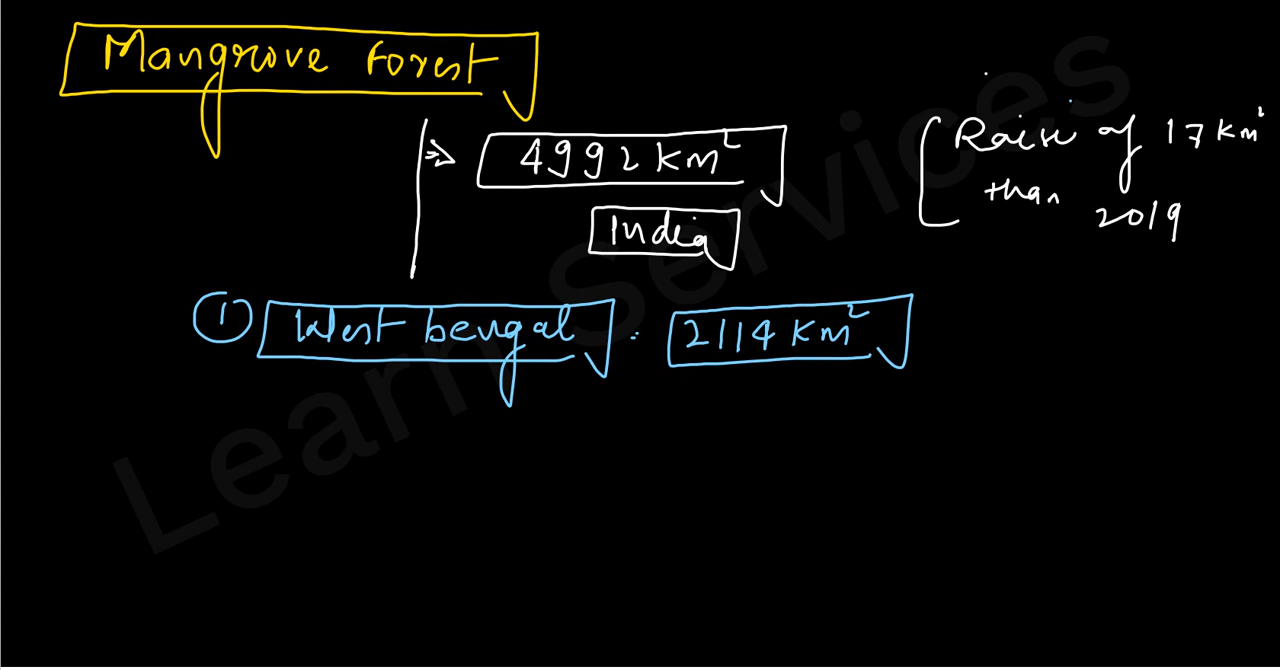 Mangrove Forest
⇒ 4992 Km²
India
Raise of 17 Km²
than 2019
① West bengal : 2114 Km²
Learn Services